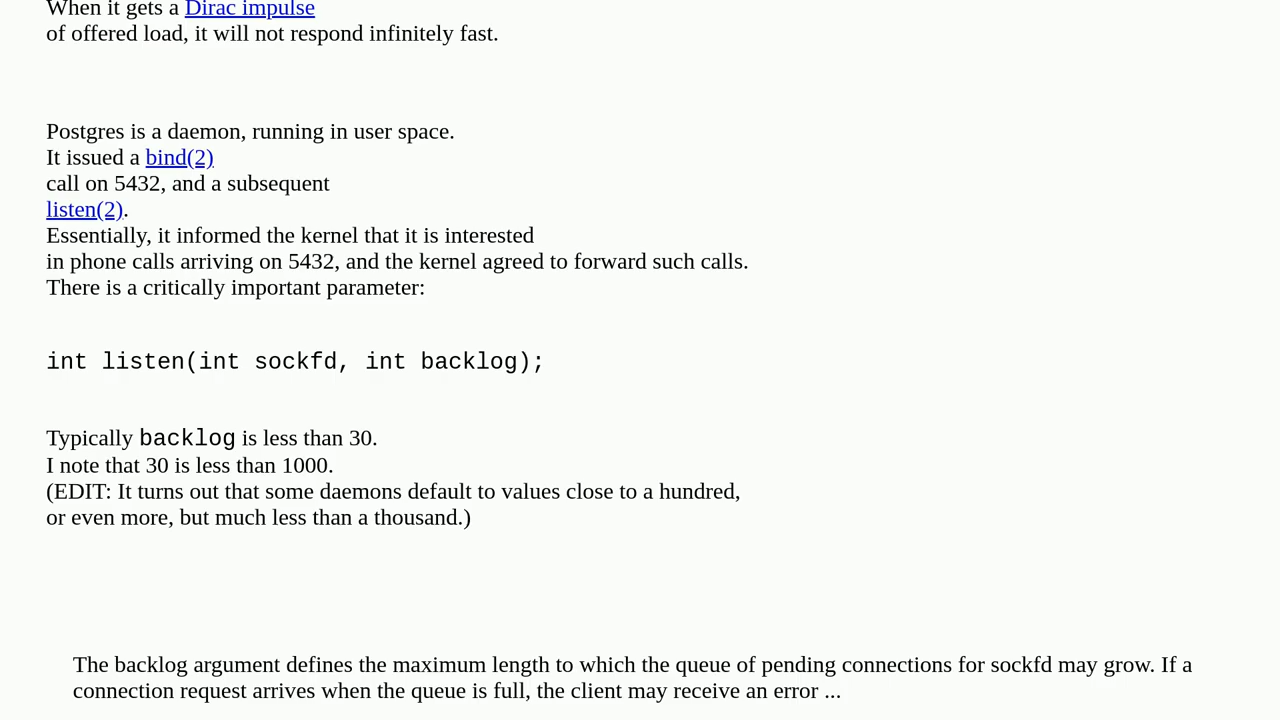 When it gets a Dirac impulse
of offered load, it will not respond infinitely fast.
Postgres is a daemon, running in user space.
It issued a bind(2)
call on 5432, and a subsequent
listen(2).
Essentially, it informed the kernel that it is interested
in phone calls arriving on 5432, and the kernel agreed to forward such calls.
There is a critically important parameter:
int listen(int sockfd, int backlog);
Typically backlog is less than 30.
I note that 30 is less than 1000.
(EDIT: It turns out that some daemons default to values close to a hundred,
or even more, but much less than a thousand.)
The backlog argument defines the maximum length to which the queue of pending connections for sockfd may grow. If a
connection request arrives when the queue is full, the client may receive an error ...